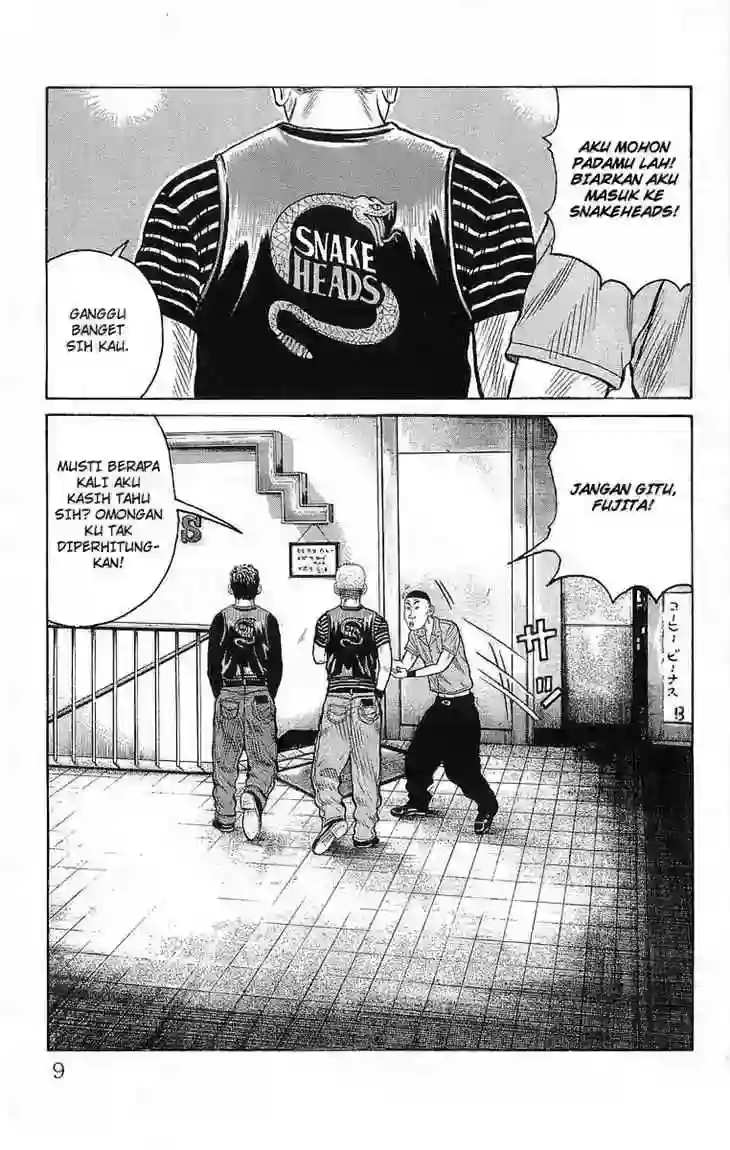 AKU MOHON
PADAMU LAH!
BIARKAN AKU
MASUK KE
SNAKEHEADS!
SNAKE
HEADS
GANGGU
BANGET
SIH KAU.
JANGAN GITU,
FUJITA!
MUSTI BERAPA
KALI AKU
KASIH TAHU
SIH? OMONGAN
KU TAK
DIPERHITUNG-
KAN!
S
ザッ
コーヒー ビーナス
9